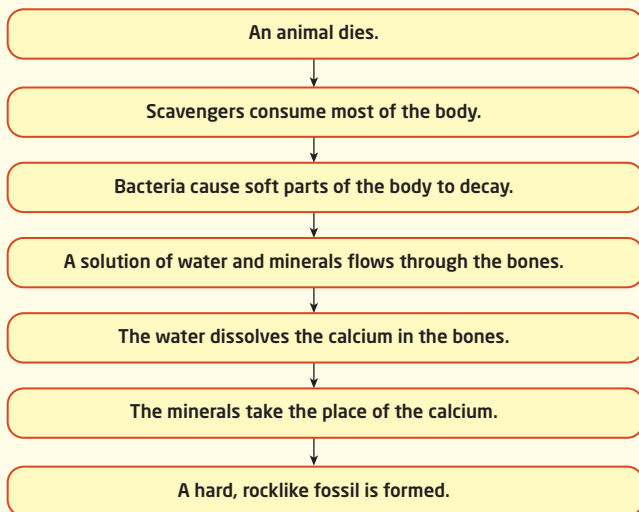 An animal dies.
Scavengers consume most of the body.
Bacteria cause soft parts of the body to decay.
A solution of water and minerals flows through the bones.
The water dissolves the calcium in the bones.
The minerals take the place of the calcium.
A hard, rocklike fossil is formed.